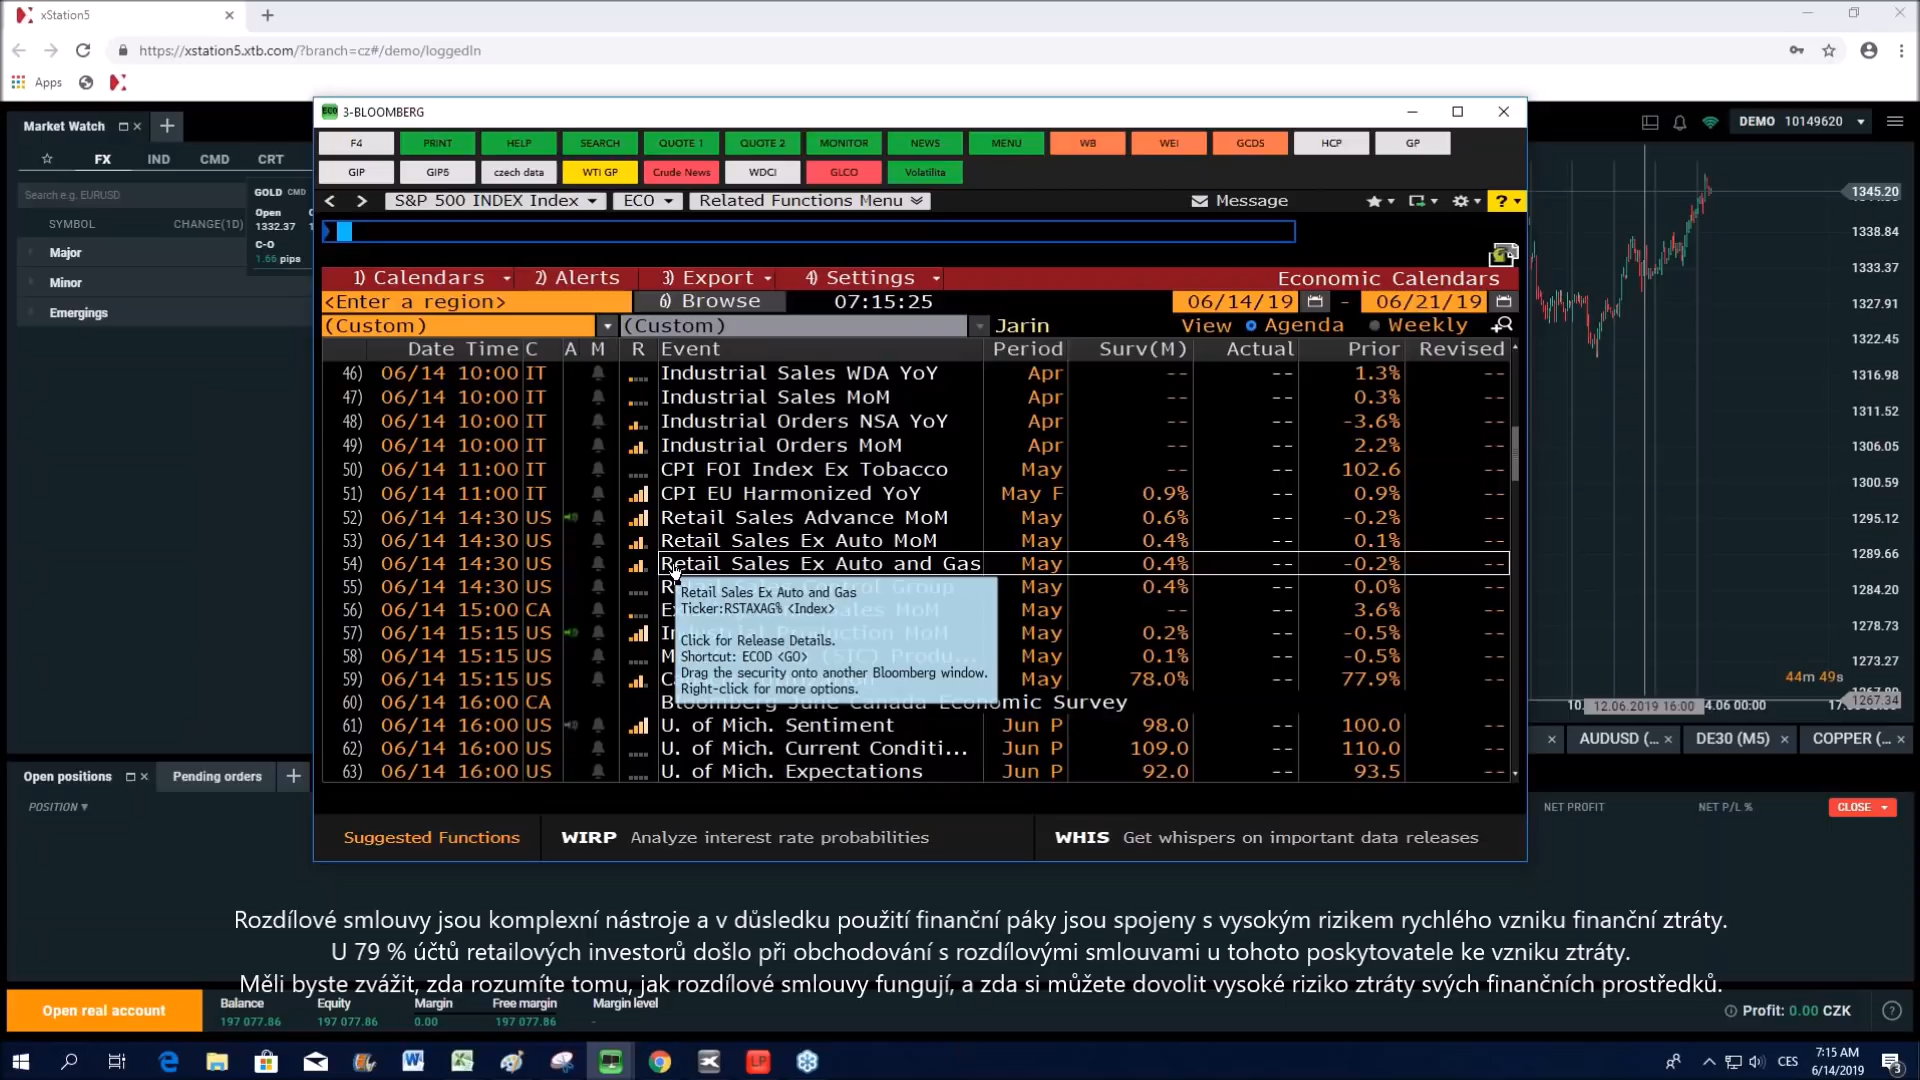 xStation5
https://xstation5.xtb.com/?branch=cz#/demo/loggedIn
Apps
Market Watch
FX IND CMD CRT
Search e.g. EURUSD
SYMBOL CHANGE(1D)
Major
Minor
Emergings
GOLD CMD
Open
1332.37
C-O
1.66 pips
DEMO 10149620
3-BLOOMBERG
F4 PRINT HELP SEARCH QUOTE 1 QUOTE 2 MONITOR NEWS MENU WB WEI GCDS HCP GP
GIP GIP5 czech data WTI GP Crude News WDCI GLCO Volatilita
< > S&P 500 INDEX Index ECO Related Functions Menu Message ?
1) Calendars 2) Alerts 3) Export 4) Settings Economic Calendars
<Enter a region> 6) Browse 07:15:25 06/14/19 - 06/21/19
(Custom) (Custom) Jarin View Agenda Weekly
Date Time C A M R Event Period Surv(M) Actual Prior Revised
46) 06/14 10:00 IT Industrial Sales WDA YoY Apr -- -- 1.3% --
47) 06/14 10:00 IT Industrial Sales MoM Apr -- -- 0.3% --
48) 06/14 10:00 IT Industrial Orders NSA YoY Apr -- -- -3.6% --
49) 06/14 10:00 IT Industrial Orders MoM Apr -- -- 2.2% --
50) 06/14 11:00 IT CPI FOI Index Ex Tobacco May -- -- 102.6 --
51) 06/14 11:00 IT CPI EU Harmonized YoY May F 0.9% -- 0.9% --
52) 06/14 14:30 US Retail Sales Advance MoM May 0.6% -- -0.2% --
53) 06/14 14:30 US Retail Sales Ex Auto MoM May 0.4% -- 0.1% --
54) 06/14 14:30 US Retail Sales Ex Auto and Gas May 0.4% -- -0.2% --
55) 06/14 14:30 US Retail Sales Control Group May 0.4% -- 0.0% --
56) 06/14 15:00 CA Sales MoM May -- 3.6% --
57) 06/14 15:15 US Industrial Production MoM May 0.2% -- -0.5% --
58) 06/14 15:15 US (SIC) Produ... May 0.1% -- -0.5% --
59) 06/14 15:15 US May 78.0% -- 77.9% --
60) 06/14 16:00 CA Bloomberg June Canada Economic Survey
61) 06/14 16:00 US U. of Mich. Sentiment Jun P 98.0 -- 100.0 --
62) 06/14 16:00 US U. of Mich. Current Conditi... Jun P 109.0 -- 110.0 --
63) 06/14 16:00 US U. of Mich. Expectations Jun P 92.0 -- 93.5 --
Retail Sales Ex Auto and Gas
Ticker:RSTAXAG% <Index>
Click for Release Details.
Shortcut: ECOD <GO>
Drag the security onto another Bloomberg window.
Right-click for more options.
Suggested Functions WIRP Analyze interest rate probabilities WHIS Get whispers on important data releases
1345.20
1338.84
1333.37
1327.91
1322.45
1316.98
1311.52
1306.05
1300.59
1295.12
1289.66
1284.20
1278.73
1273.27
1267.34
44m 49s
12.06.2019 16:00
AUDUSD (... DE30 (M5) COPPER (...
Open positions Pending orders
POSITION
NET PROFIT NET P/L % CLOSE
Rozdílové smlouvy jsou komplexní nástroje a v důsledku použití finanční páky jsou spojeny s vysokým rizikem rychlého vzniku finanční ztráty.
U 79 % účtů retailových investorů došlo při obchodování s rozdílovými smlouvami u tohoto poskytovatele ke vzniku ztráty.
Měli byste zvážit, zda rozumíte tomu, jak rozdílové smlouvy fungují, a zda si můžete dovolit vysoké riziko ztráty svých finančních prostředků.
Open real account
Balance Equity Margin Free margin Margin level
197 077.86 197 077.86 0.00 197 077.86 -
Profit: 0.00 CZK
CES
7:15 AM
6/14/2019
3